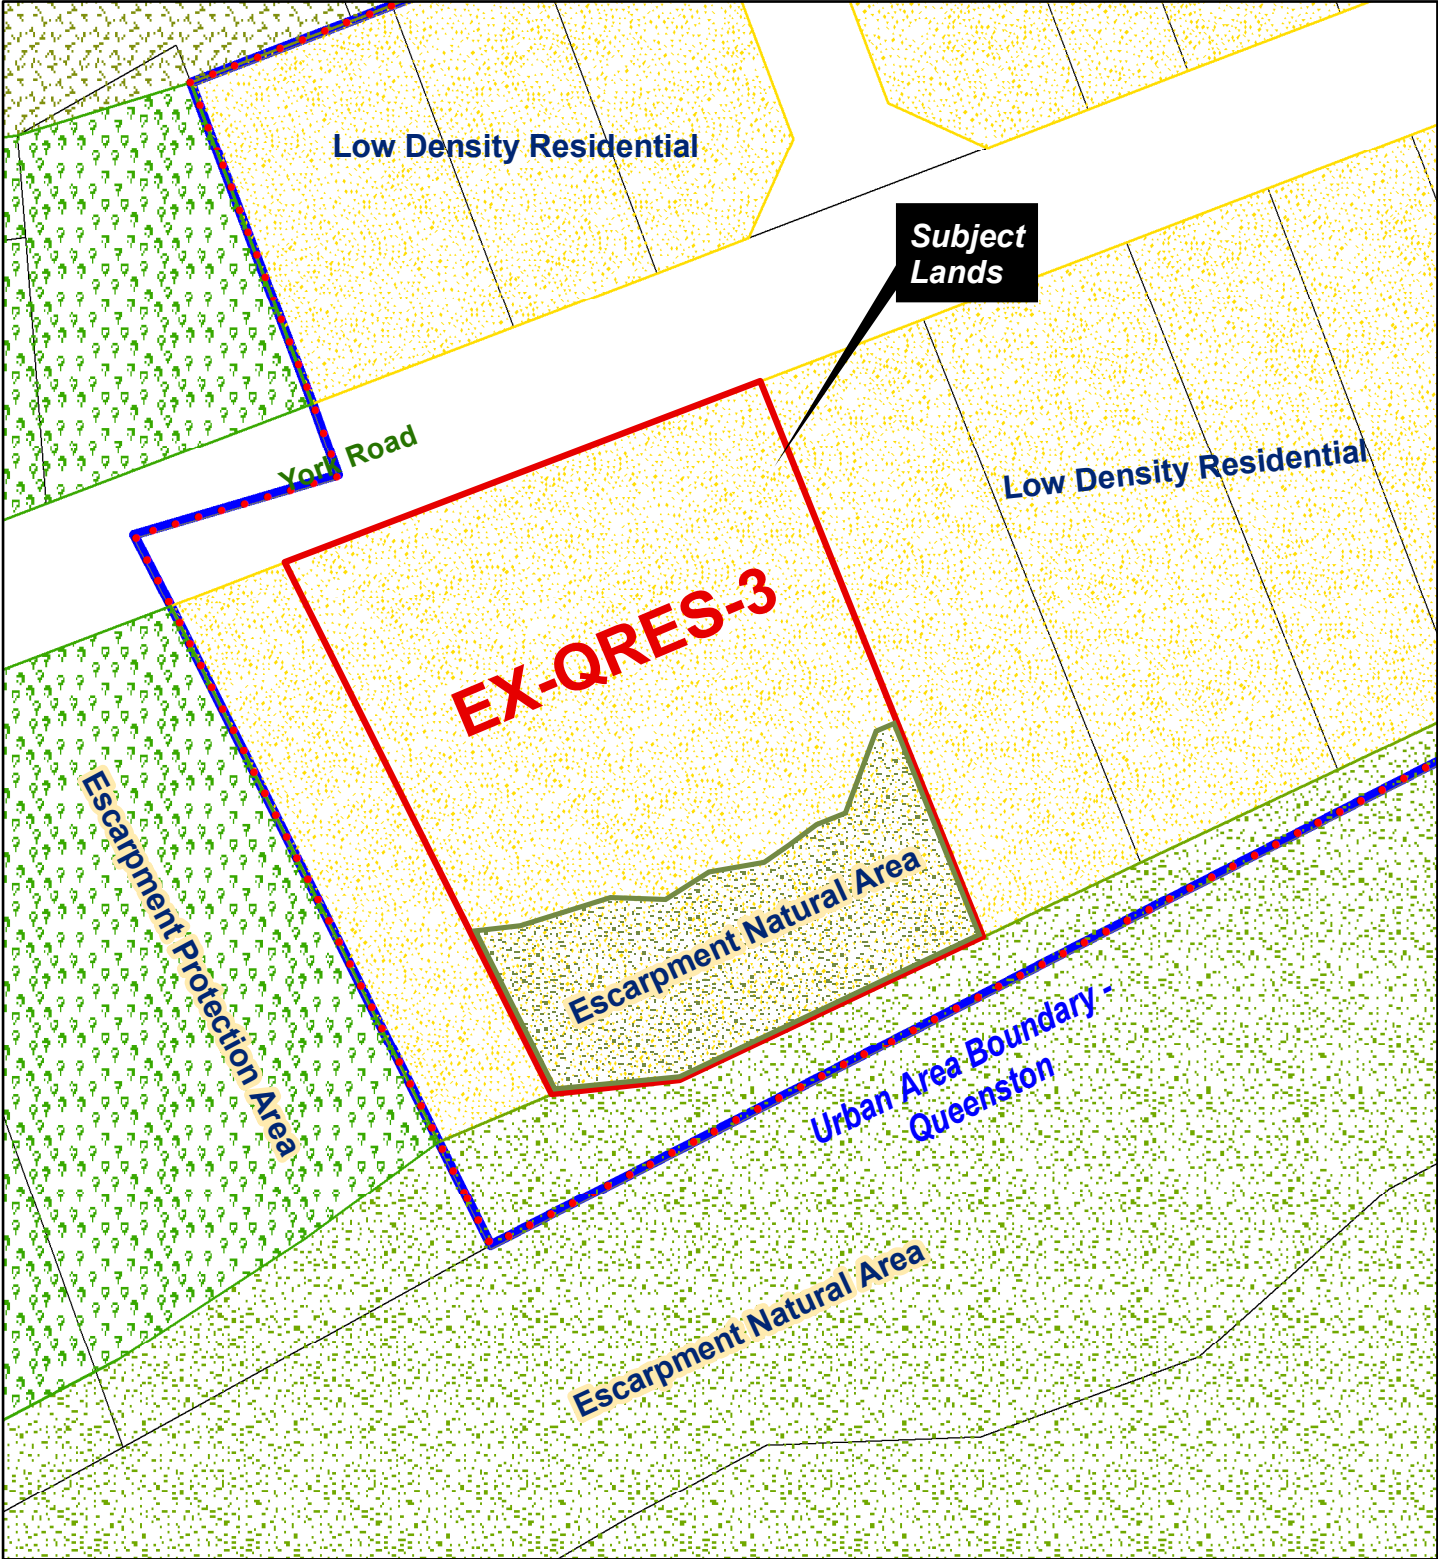 Low Density Residential
Subject
Lands
York Road
Low Density Residential
EX-QRES-3
Escarpment Protection Area
Escarpment Natural Area
Urban Area Boundary -
Queenston
Escarpment Natural Area